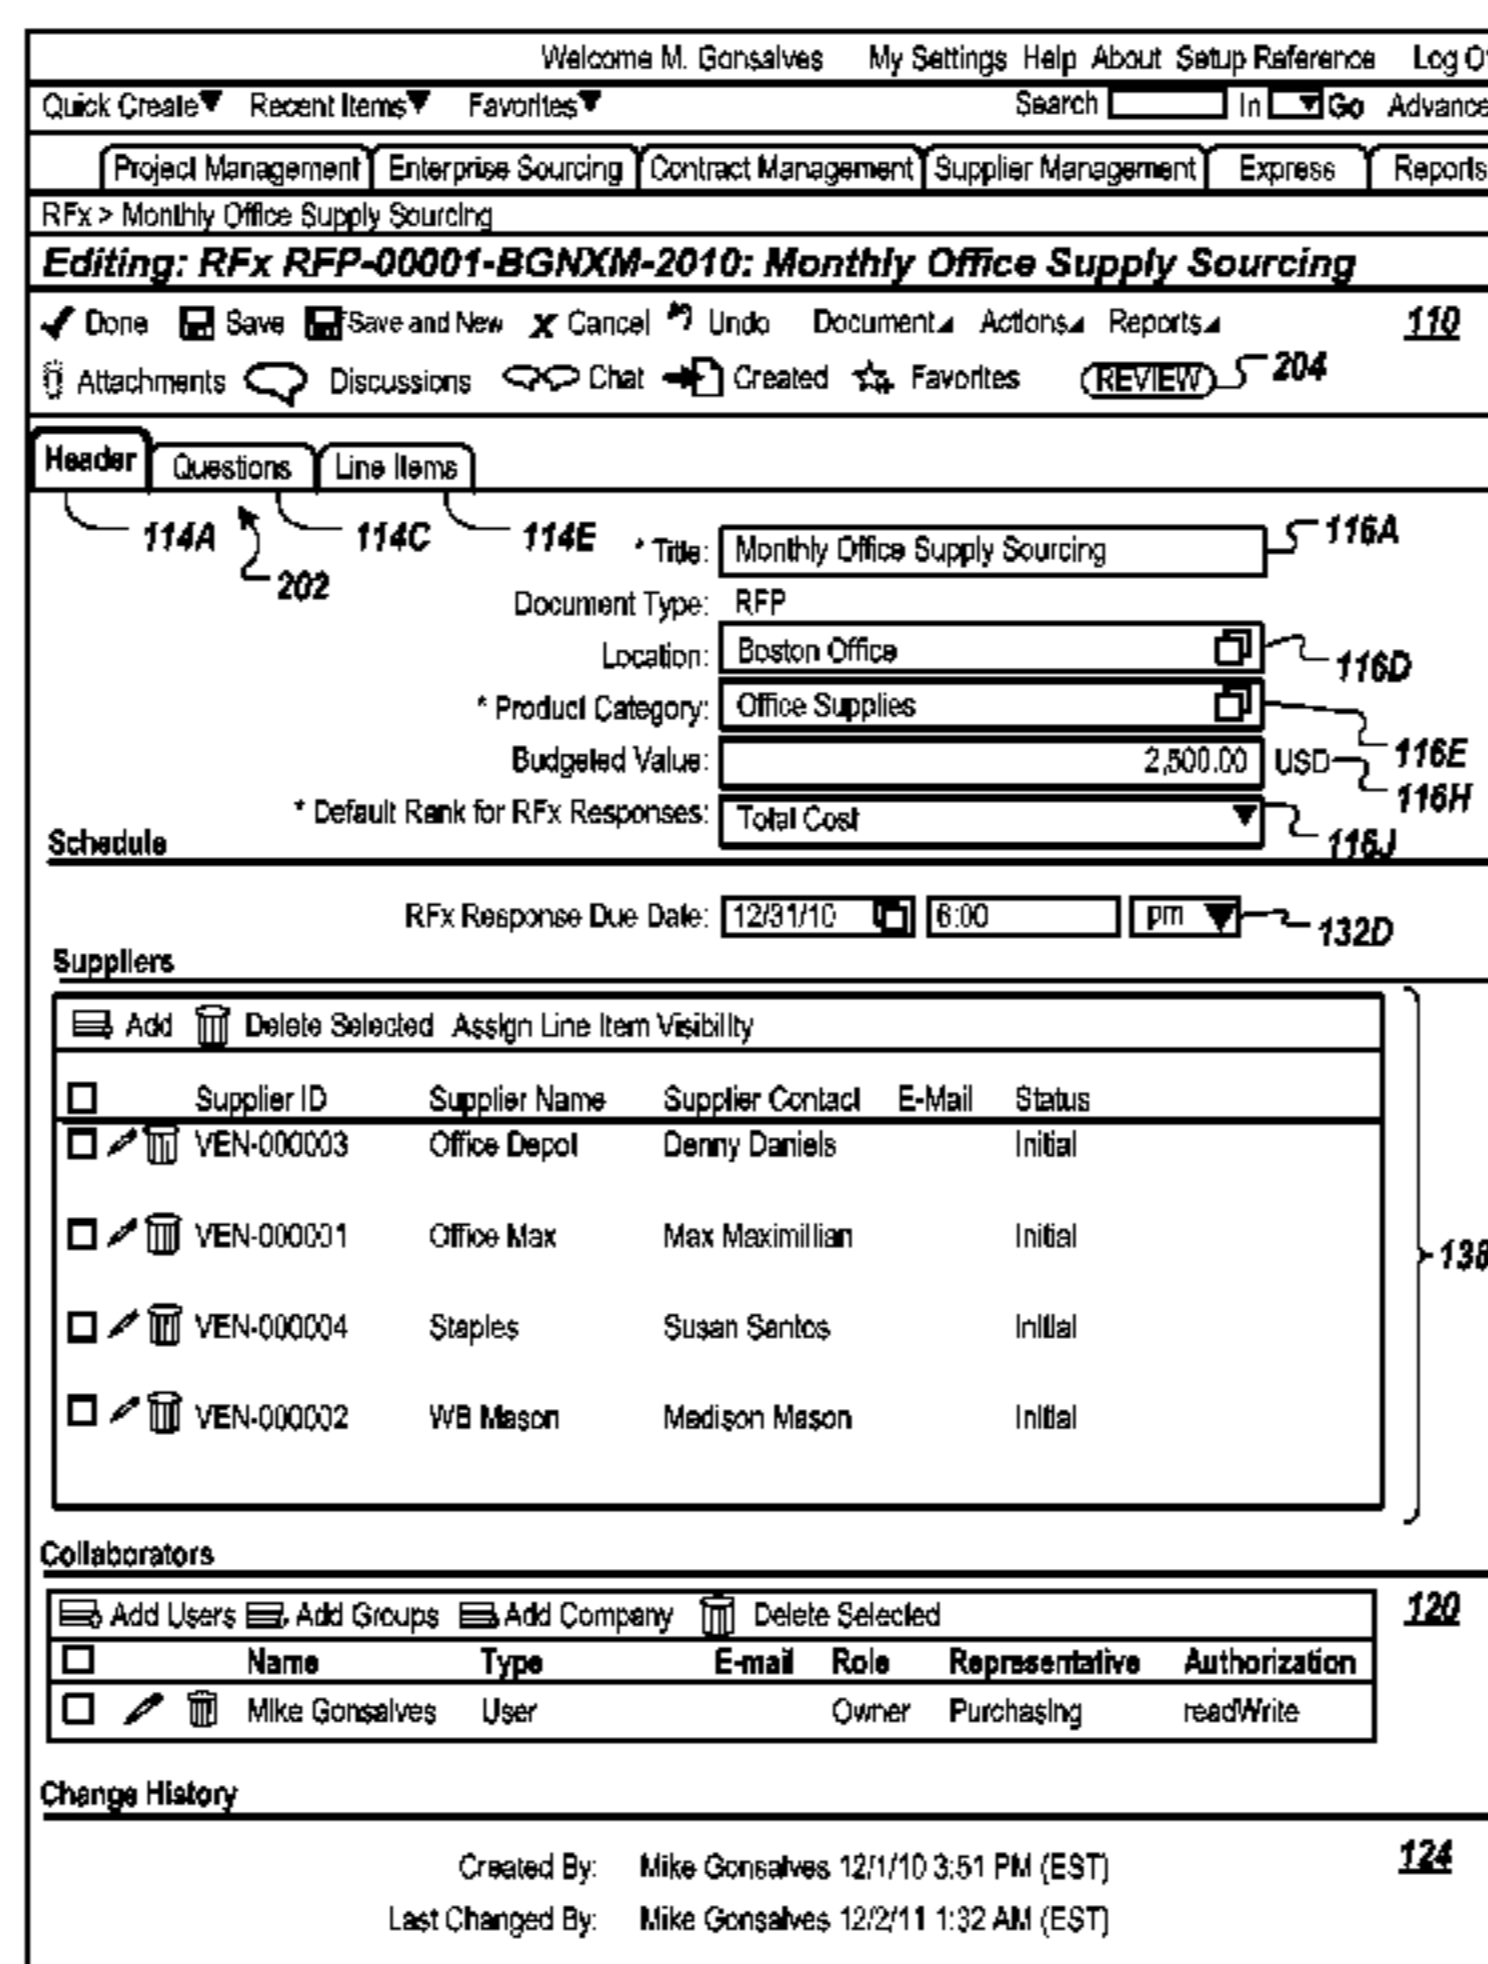 Welcome M. Gonsalves My Settings Help About Setup Reference Log
Quick Create Recent Items Favorites Search In Go Advance
Project Management Enterprise Sourcing Contract Management Supplier Management Express Reports
RFx > Monthly Office Supply Sourcing
Editing: RFx RFP-00001-BGNXM-2010: Monthly Office Supply Sourcing
Done Save Save and New X Cancel Undo Document Actions Reports 110
Attachments Discussions Chat Created Favorites REVIEW 204
Header Questions Line Items
114A 202 114C 114E
* Title: Monthly Office Supply Sourcing 116A
Document Type: RFP
Location: Boston Office 116D
* Product Category: Office Supplies 116E
Budgeted Value: 2,500.00 USD 116H
* Default Rank for RFx Responses: Total Cost 116J
Schedule
RFx Response Due Date: 12/31/10 6:00 pm 132D
Suppliers
Add Delete Selected Assign Line Item Visibility
Supplier ID Supplier Name Supplier Contact E-Mail Status
VEN-000003 Office Depot Denny Daniels Initial
VEN-000001 Office Max Max Maximillian Initial
VEN-000004 Staples Susan Santos Initial
VEN-000002 WB Mason Madison Mason Initial
Collaborators
Add Users Add Groups Add Company Delete Selected 120
Name Type E-mail Role Representative Authorization
Mike Gonsalves User Owner Purchasing readWrite
Change History
Created By: Mike Gonsalves 12/1/10 3:51 PM (EST) 124
Last Changed By: Mike Gonsalves 12/2/11 1:32 AM (EST)